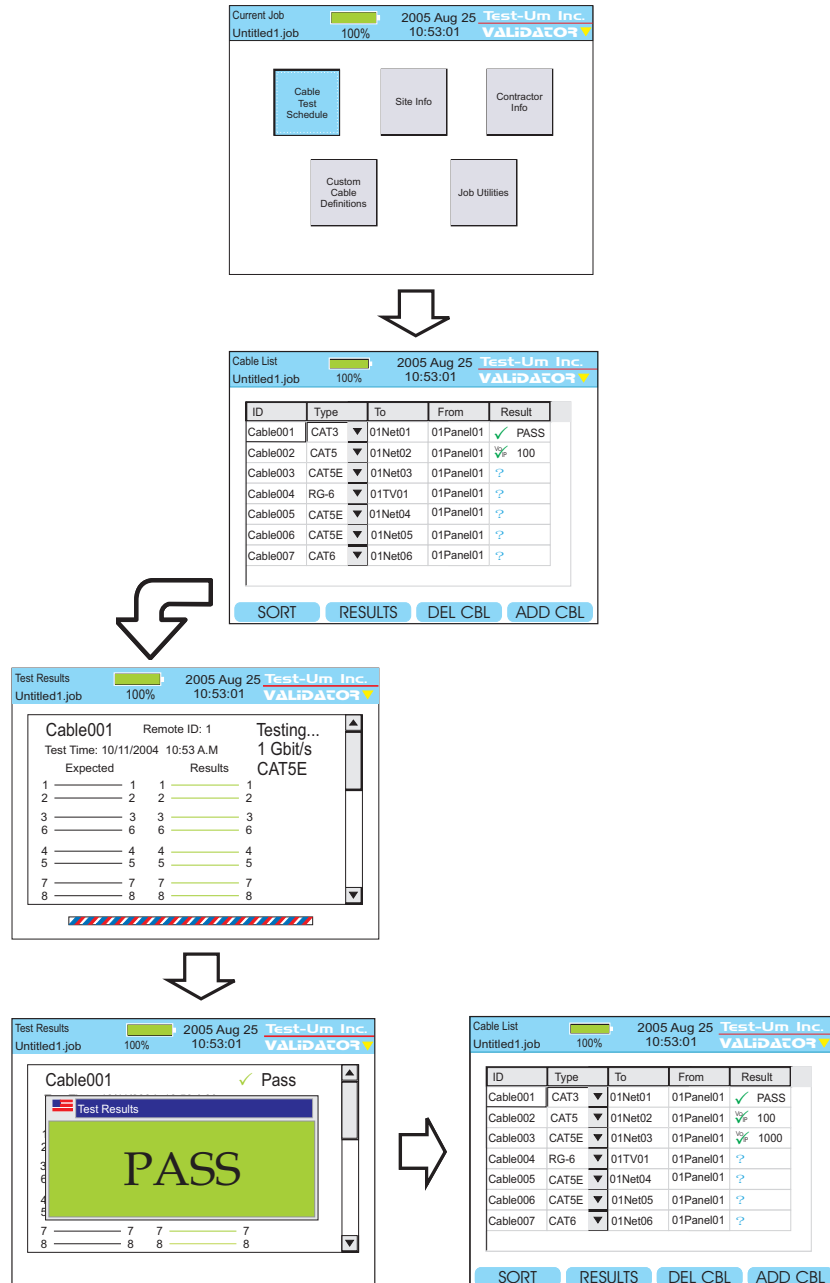 Current Job 2005 Aug 25 Test-Um Inc.
Untitled1.job 100% 10:53:01 VALIDATOR
Cable
Test
Schedule
Site Info
Contractor
Info
Custom
Cable
Definitions
Job Utilities
Cable List 2005 Aug 25 Test-Um Inc.
Untitled1.job 100% 10:53:01 VALIDATOR
ID Type To From Result
Cable001 CAT3 01Net01 01Panel01 PASS
Cable002 CAT5 01Net02 01Panel01 VoIP 100
Cable003 CAT5E 01Net03 01Panel01 ?
Cable004 RG-6 01TV01 01Panel01 ?
Cable005 CAT5E 01Net04 01Panel01 ?
Cable006 CAT5E 01Net05 01Panel01 ?
Cable007 CAT6 01Net06 01Panel01 ?
SORT RESULTS DEL CBL ADD CBL
Test Results 2005 Aug 25 Test-Um Inc.
Untitled1.job 100% 10:53:01 VALIDATOR
Cable001 Remote ID: 1 Testing...
Test Time: 10/11/2004 10:53 A.M 1 Gbit/s
Expected Results CAT5E
1 1 1 1
2 2 2 2
3 3 3 3
6 6 6 6
4 4 4 4
5 5 5 5
7 7 7 7
8 8 8 8
Test Results 2005 Aug 25 Test-Um Inc.
Untitled1.job 100% 10:53:01 VALIDATOR
Cable001 Pass
Test Results
PASS
7 7 7 7
8 8 8 8
Cable List 2005 Aug 25 Test-Um Inc.
Untitled1.job 100% 10:53:01 VALIDATOR
ID Type To From Result
Cable001 CAT3 01Net01 01Panel01 PASS
Cable002 CAT5 01Net02 01Panel01 VoIP 100
Cable003 CAT5E 01Net03 01Panel01 VoIP 1000
Cable004 RG-6 01TV01 01Panel01 ?
Cable005 CAT5E 01Net04 01Panel01 ?
Cable006 CAT5E 01Net05 01Panel01 ?
Cable007 CAT6 01Net06 01Panel01 ?
SORT RESULTS DEL CBL ADD CBL